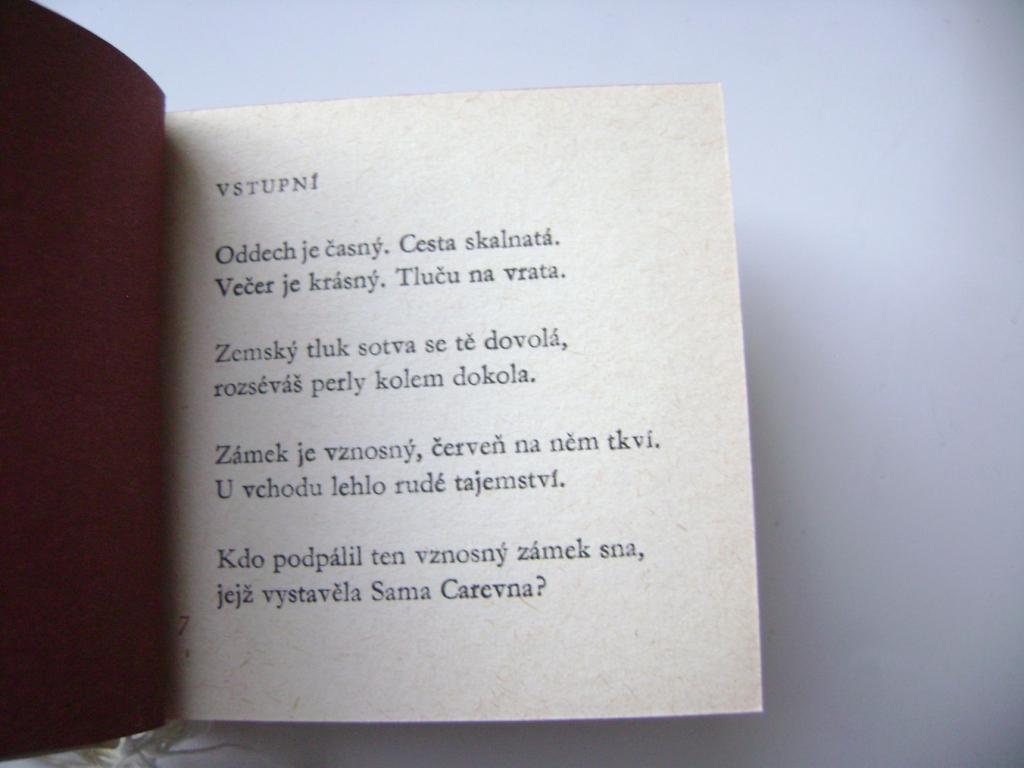 VSTUPNÍ
Oddech je časný. Cesta skalnatá.
Večer je krásný. Tluču na vrata.
Zemský tluk sotva se tě dovolá,
rozséváš perly kolem dokola.
Zámek je vznosný, červeň na něm tkví.
U vchodu lehlo rudé tajemství.
Kdo podpálil ten vznosný zámek sna,
jejž vystavěla Sama Carevna?
7